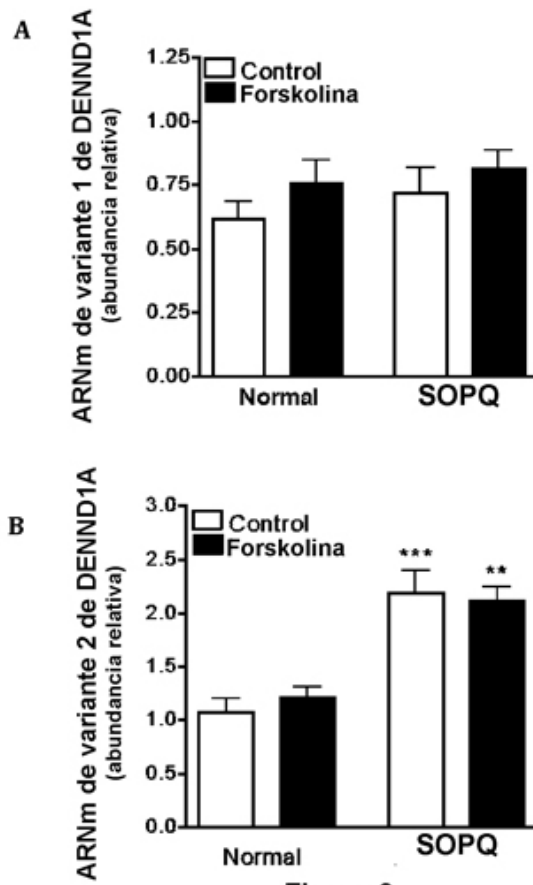 A
ARNm de variante 1 de DENND1A
(abundancia relativa)
1.25
1.00
0.75
0.50
0.25
0.00
Control
Forskolina
Normal
SOPQ
B
ARNm de variante 2 de DENND1A
(abundancia relativa)
3.0
2.5
2.0
1.5
1.0
0.5
0.0
Control
Forskolina
***
**
Normal
SOPQ